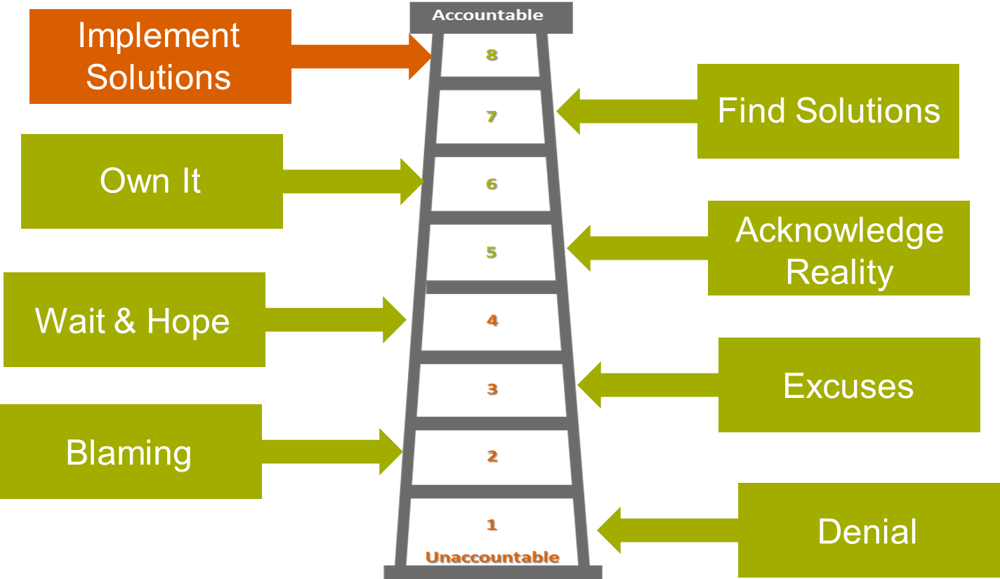 Accountable
Implement
Solutions
8
Find Solutions
7
Own It
6
Acknowledge
Reality
5
Wait & Hope
4
Excuses
3
Blaming
2
Denial
1
Unaccountable